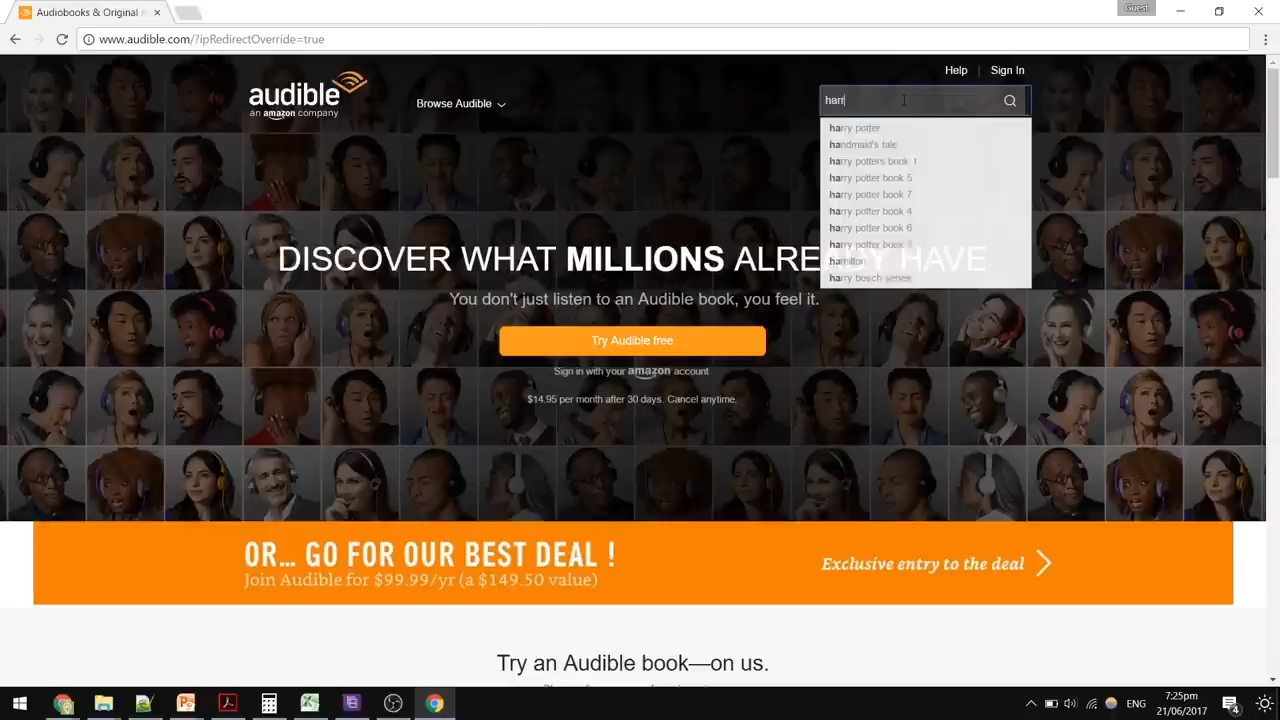 Audiobooks & Original A
Guest
www.audible.com/?ipRedirectOverride=true
Help | Sign In
audible
an amazon company
Browse Audible
harr
harry potter
handmaid's tale
harry potters book 1
harry potter book 5
harry potter book 7
harry potter book 4
harry potter book 6
harry potter book
hamilton
harry bosch series
DISCOVER WHAT MILLIONS ALREADY HAVE
You don't just listen to an Audible book, you feel it.
Try Audible free
Sign in with your amazon account
$14.95 per month after 30 days. Cancel anytime.
OR... GO FOR OUR BEST DEAL !
Join Audible for $99.99/yr (a $149.50 value)
Exclusive entry to the deal
Try an Audible book—on us.
ENG
7:25pm
21/06/2017
4